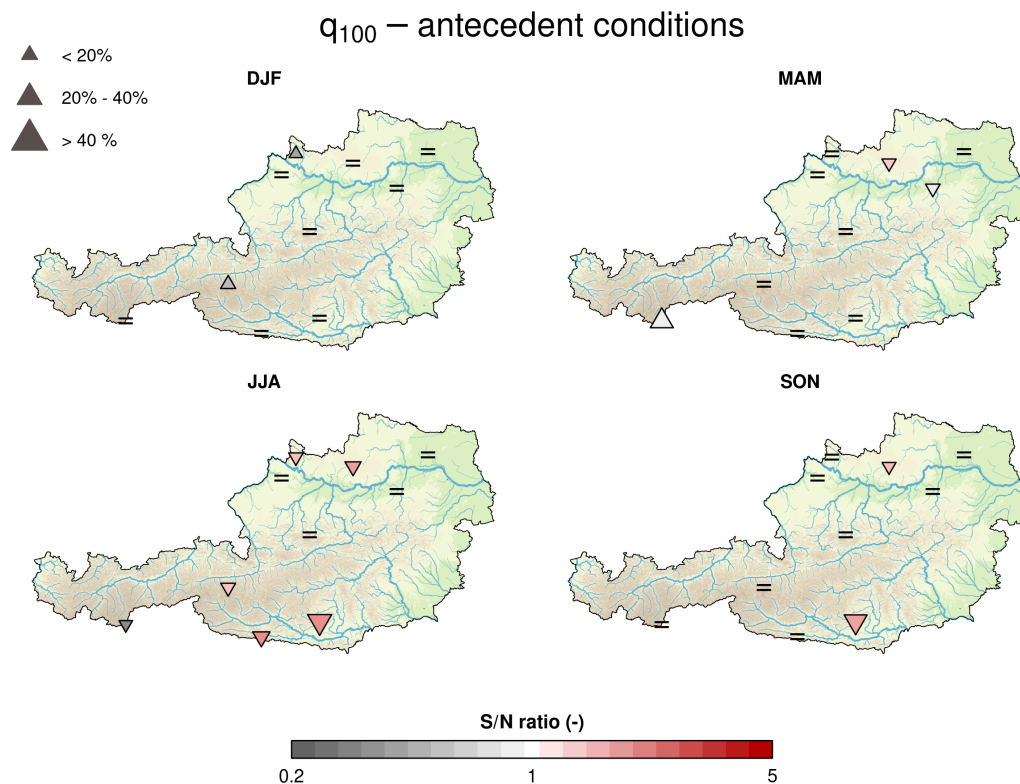 q100 – antecedent conditions
< 20%
20% - 40%
> 40 %
DJF
MAM
JJA
SON
S/N ratio (-)
0.2 1 5